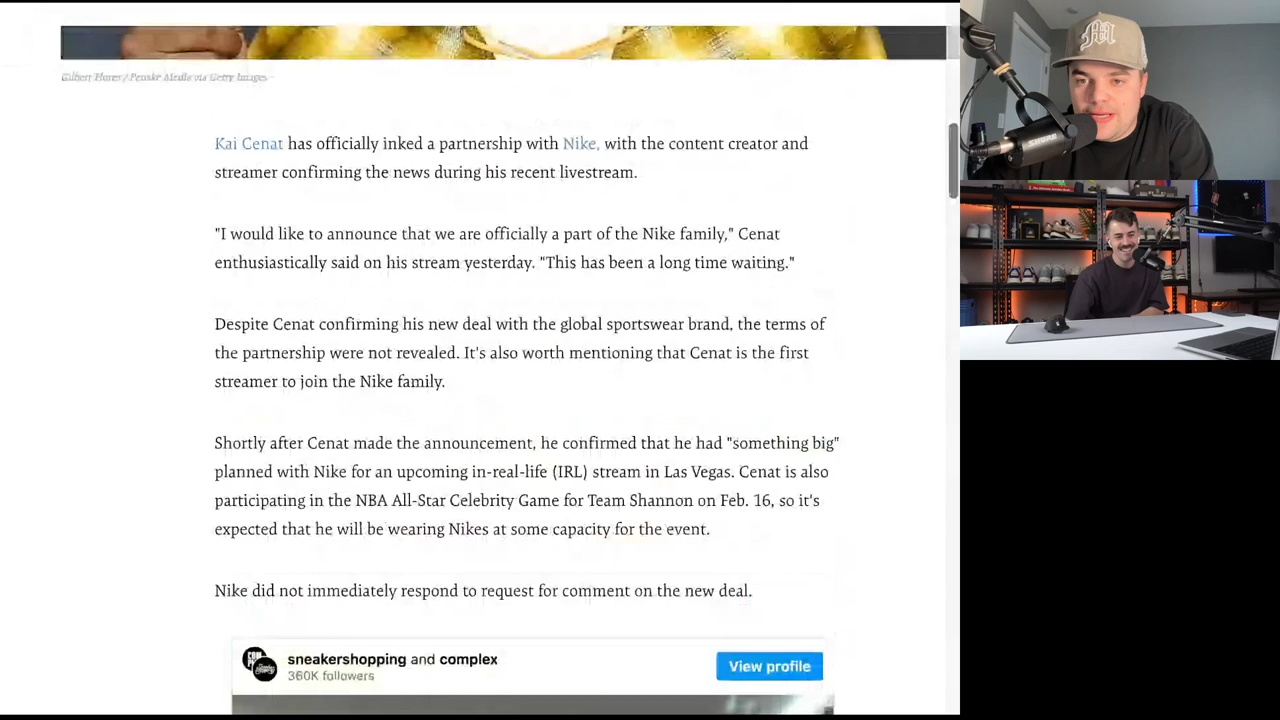 Gilbert Flores / Penske Media via Getty Images
Kai Cenat has officially inked a partnership with Nike, with the content creator and
streamer confirming the news during his recent livestream.
"I would like to announce that we are officially a part of the Nike family," Cenat
enthusiastically said on his stream yesterday. "This has been a long time waiting."
Despite Cenat confirming his new deal with the global sportswear brand, the terms of
the partnership were not revealed. It's also worth mentioning that Cenat is the first
streamer to join the Nike family.
Shortly after Cenat made the announcement, he confirmed that he had "something big"
planned with Nike for an upcoming in-real-life (IRL) stream in Las Vegas. Cenat is also
participating in the NBA All-Star Celebrity Game for Team Shannon on Feb. 16, so it's
expected that he will be wearing Nikes at some capacity for the event.
Nike did not immediately respond to request for comment on the new deal.
sneakershopping and complex
360K followers
View profile
SHURE